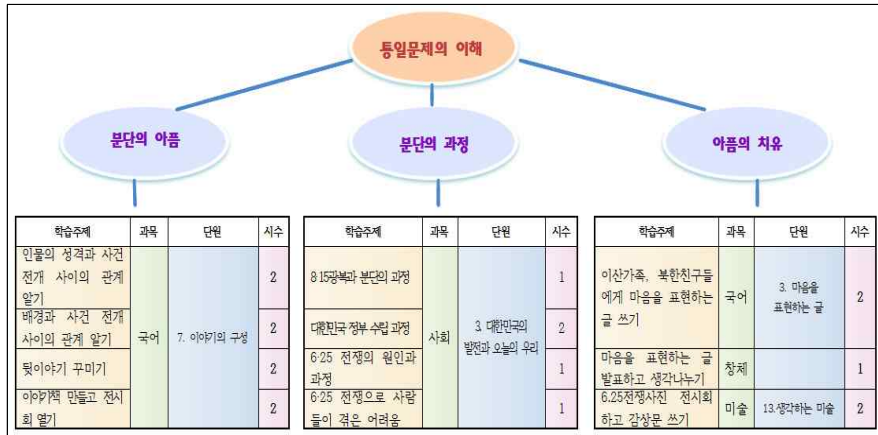 통일문제의 이해
분단의 아픔
분단의 과정
아픔의 치유
학습주제 과목 단원 시수
인물의 성격과 사건
전개 사이의 관계
알기
2
배경과 사건 전개
사이의 관계 알기
2
뒷이야기 꾸미기
2
이야기책 만들고 전시
회 열기
2
국어
7. 이야기의 구성
학습주제 과목 단원 시수
8·15광복과 분단의 과정
1
대한민국 정부 수립 과정
2
6·25 전쟁의 원인과
과정
1
6·25 전쟁으로 사람
들이 겪은 어려움
1
사회
3. 대한민국의
발전과 오늘의 우리
학습주제 과목 단원 시수
이산가족, 북한친구들
에게 마음을 표현하는
글 쓰기
국어
3. 마음을
표현하는 글
2
마음을 표현하는 글
발표하고 생각나누기
창체
1
6.25전쟁사진 전시회
하고 감상문 쓰기
미술
13.생각하는 미술
2